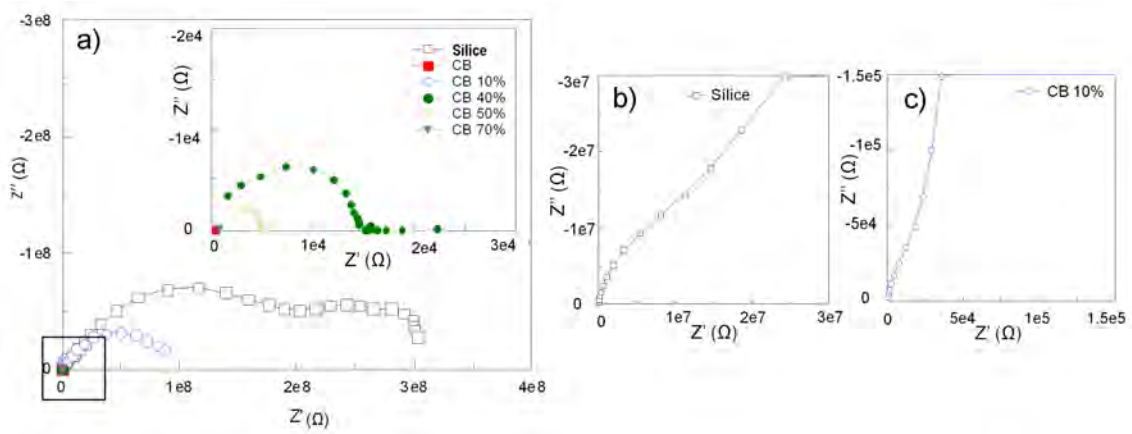 a)
-3e8
-2e8
-1e8
0
Z'' (Ω)
0
1e8
2e8
3e8
4e8
Z' (Ω)
-2e4
-1e4
0
Z'' (Ω)
0
1e4
2e4
3e4
Z' (Ω)
Silice
CB
CB 10%
CB 40%
CB 50%
CB 70%
b)
Silice
-3e7
-2e7
-1e7
0
Z'' (Ω)
0
1e7
2e7
3e7
Z' (Ω)
c)
CB 10%
-1.5e5
-1e5
-5e4
0
Z'' (Ω)
0
5e4
1e5
1.5e5
Z' (Ω)